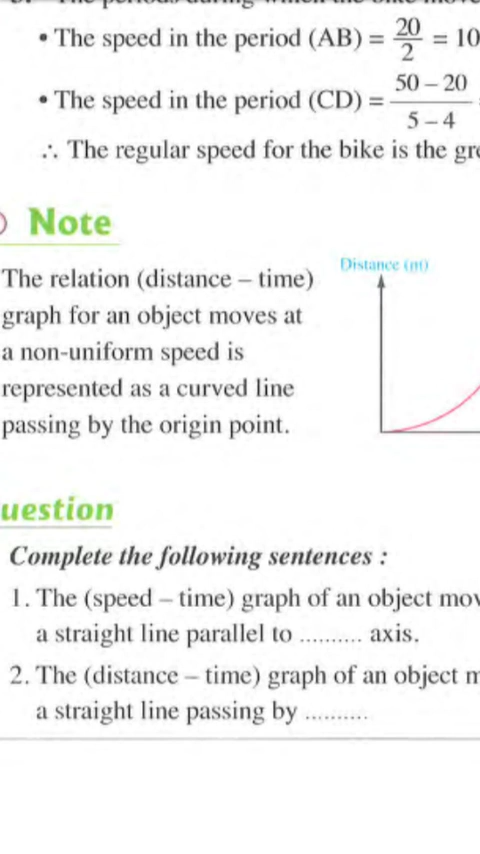 • The speed in the period (AB) = 20/2 = 10
• The speed in the period (CD) = 50 – 20 / 5 – 4
∴ The regular speed for the bike is the gre
Note
The relation (distance – time)
graph for an object moves at
a non-uniform speed is
represented as a curved line
passing by the origin point.
Distance (m)
uestion
Complete the following sentences :
1. The (speed – time) graph of an object mov
a straight line parallel to .......... axis.
2. The (distance – time) graph of an object m
a straight line passing by ..........